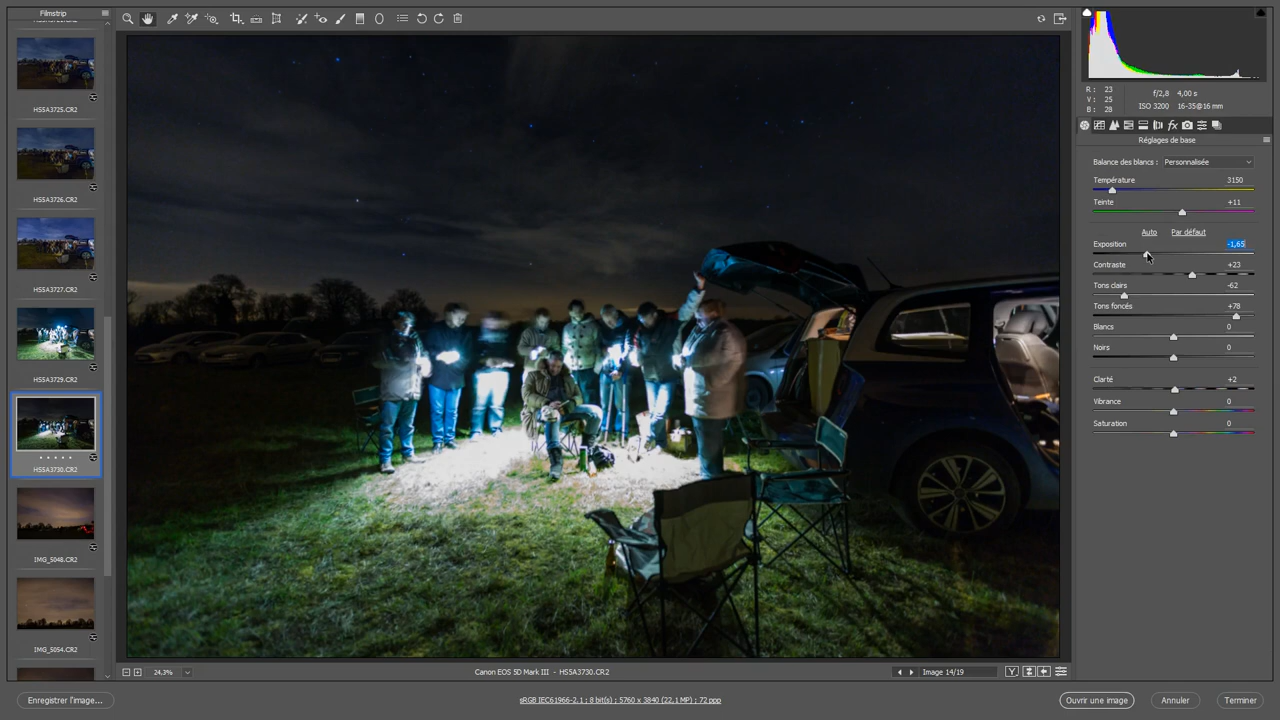 Filmstrip
HS5A3725.CR2
HS5A3726.CR2
HS5A3727.CR2
HS5A3729.CR2
HS5A3730.CR2
IMG_5048.CR2
IMG_5054.CR2
24,3%
Canon EOS 5D Mark III - HS5A3730.CR2
Image 14/19
Enregistrer l'image...
sRGB IEC61966-2.1 ; 8 bit(s) ; 5760 x 3840 (22,1 MP) ; 72 ppp
Ouvrir une image
Annuler
Terminer
R : 23
V : 25
B : 28
f/2,8 4,00 s
ISO 3200 16-35@16 mm
fx
Réglages de base
Balance des blancs : Personnalisée
Température 3150
Teinte +11
Auto Par défaut
Exposition -1,65
Contraste +23
Tons clairs -62
Tons foncés +78
Blancs 0
Noirs 0
Clarté +2
Vibrance 0
Saturation 0